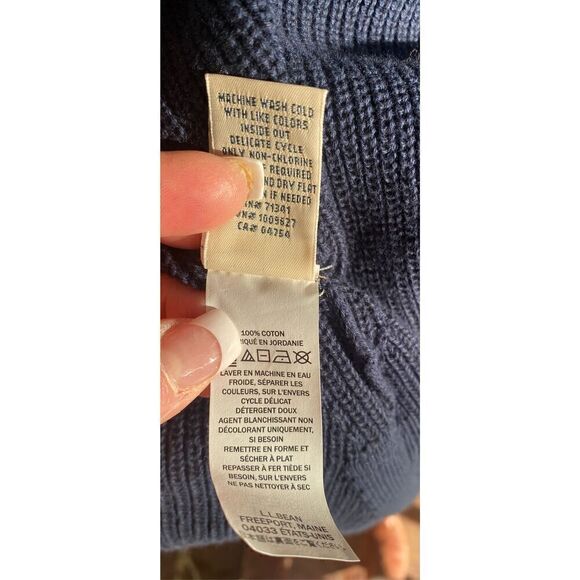 MACHINE WASH COLD
WITH LIKE COLORS
INSIDE OUT
DELICATE CYCLE
ONLY NON-CHLORINE
REQUIRED
ND DRY FLAT
IF NEEDED
71341
1009627
CA# 04754
100% COTON
IQUÉ EN JORDANIE
LAVER EN MACHINE EN EAU
FROIDE, SÉPARER LES
COULEURS, SUR L'ENVERS
CYCLE DÉLICAT
DÉTERGENT DOUX
AGENT BLANCHISSANT NON
DÉCOLORANT UNIQUEMENT,
SI BESOIN
REMETTRE EN FORME ET
SÉCHER À PLAT
REPASSER À FER TIÈDE SI
BESOIN, SUR L'ENVERS
NE PAS NETTOYER À SEC
L.L.BEAN
FREEPORT, MAINE
04033 ÉTATS-UNIS